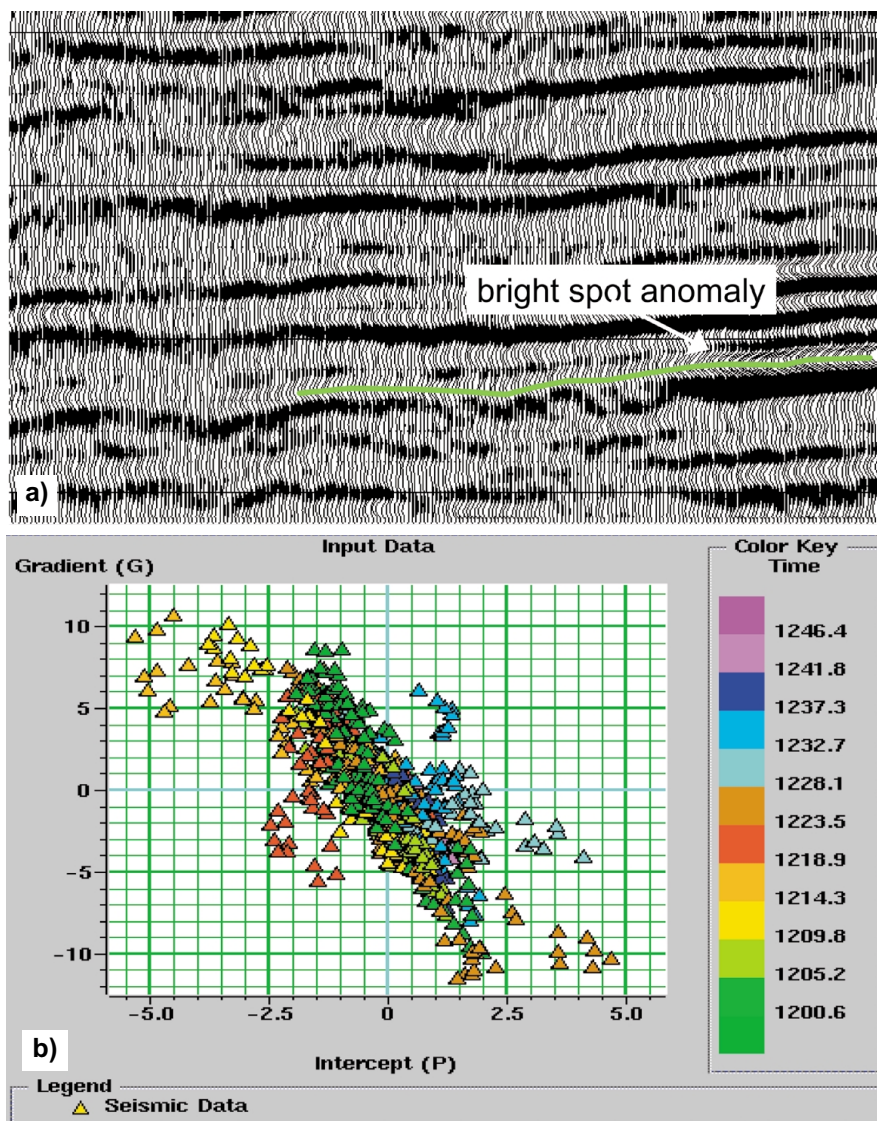 bright spot anomaly
a)
Input Data
Gradient (G)
10
5
0
-5
-10
-5.0 -2.5 0 2.5 5.0
Intercept (P)
b)
Color Key
Time
1246.4
1241.8
1237.3
1232.7
1228.1
1223.5
1218.9
1214.3
1209.8
1205.2
1200.6
Legend
Seismic Data